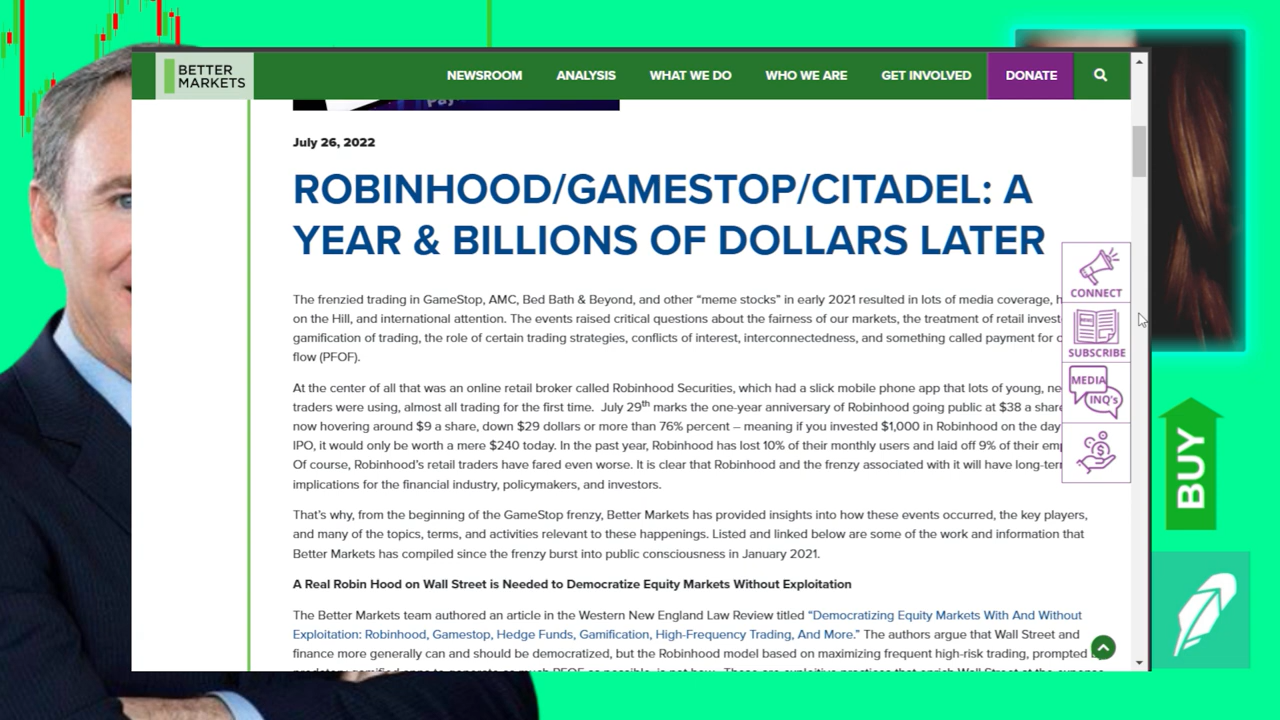 BETTER
MARKETS
NEWSROOM ANALYSIS WHAT WE DO WHO WE ARE GET INVOLVED DONATE
July 26, 2022
ROBINHOOD/GAMESTOP/CITADEL: A
YEAR & BILLIONS OF DOLLARS LATER
The frenzied trading in GameStop, AMC, Bed Bath & Beyond, and other “meme stocks” in early 2021 resulted in lots of media coverage,
on the Hill, and international attention. The events raised critical questions about the fairness of our markets, the treatment of retail
gamification of trading, the role of certain trading strategies, conflicts of interest, interconnectedness, and something called payment for
flow (PFOF).
At the center of all that was an online retail broker called Robinhood Securities, which had a slick mobile phone app that lots of young,
traders were using, almost all trading for the first time. July 29th marks the one-year anniversary of Robinhood going public at $38 a
now hovering around $9 a share, down $29 dollars or more than 76% percent – meaning if you invested $1,000 in Robinhood on the day
IPO, it would only be worth a mere $240 today. In the past year, Robinhood has lost 10% of their monthly users and laid off 9% of their
Of course, Robinhood’s retail traders have fared even worse. It is clear that Robinhood and the frenzy associated with it will have
implications for the financial industry, policymakers, and investors.
That’s why, from the beginning of the GameStop frenzy, Better Markets has provided insights into how these events occurred, the key players,
and many of the topics, terms, and activities relevant to these happenings. Listed and linked below are some of the work and information that
Better Markets has compiled since the frenzy burst into public consciousness in January 2021.
A Real Robin Hood on Wall Street is Needed to Democratize Equity Markets Without Exploitation
The Better Markets team authored an article in the Western New England Law Review titled “Democratizing Equity Markets With And Without
Exploitation: Robinhood, Gamestop, Hedge Funds, Gamification, High-Frequency Trading, And More.” The authors argue that Wall Street and
finance more generally can and should be democratized, but the Robinhood model based on maximizing frequent high-risk trading, prompted
CONNECT
SUBSCRIBE
MEDIA
INQ's
BUY